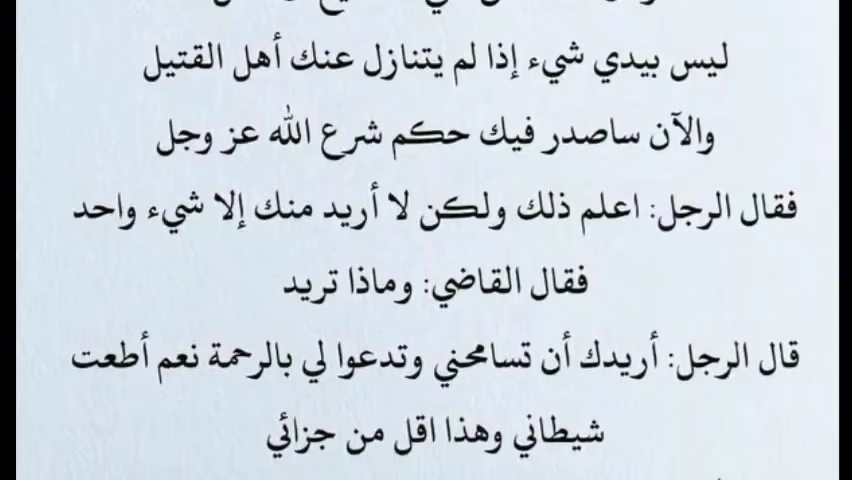 ليس بيدي شيء إذا لم يتنازل عنك أهل القتيل
والآن ساصدر فيك حكم شرع الله عز وجل
فقال الرجل: اعلم ذلك ولكن لا أريد منك إلا شيء واحد
فقال القاضي: وماذا تريد
قال الرجل: أريدك أن تسامحني وتدعوا لي بالرحمة نعم أطعت
شيطاني وهذا اقل من جزائي